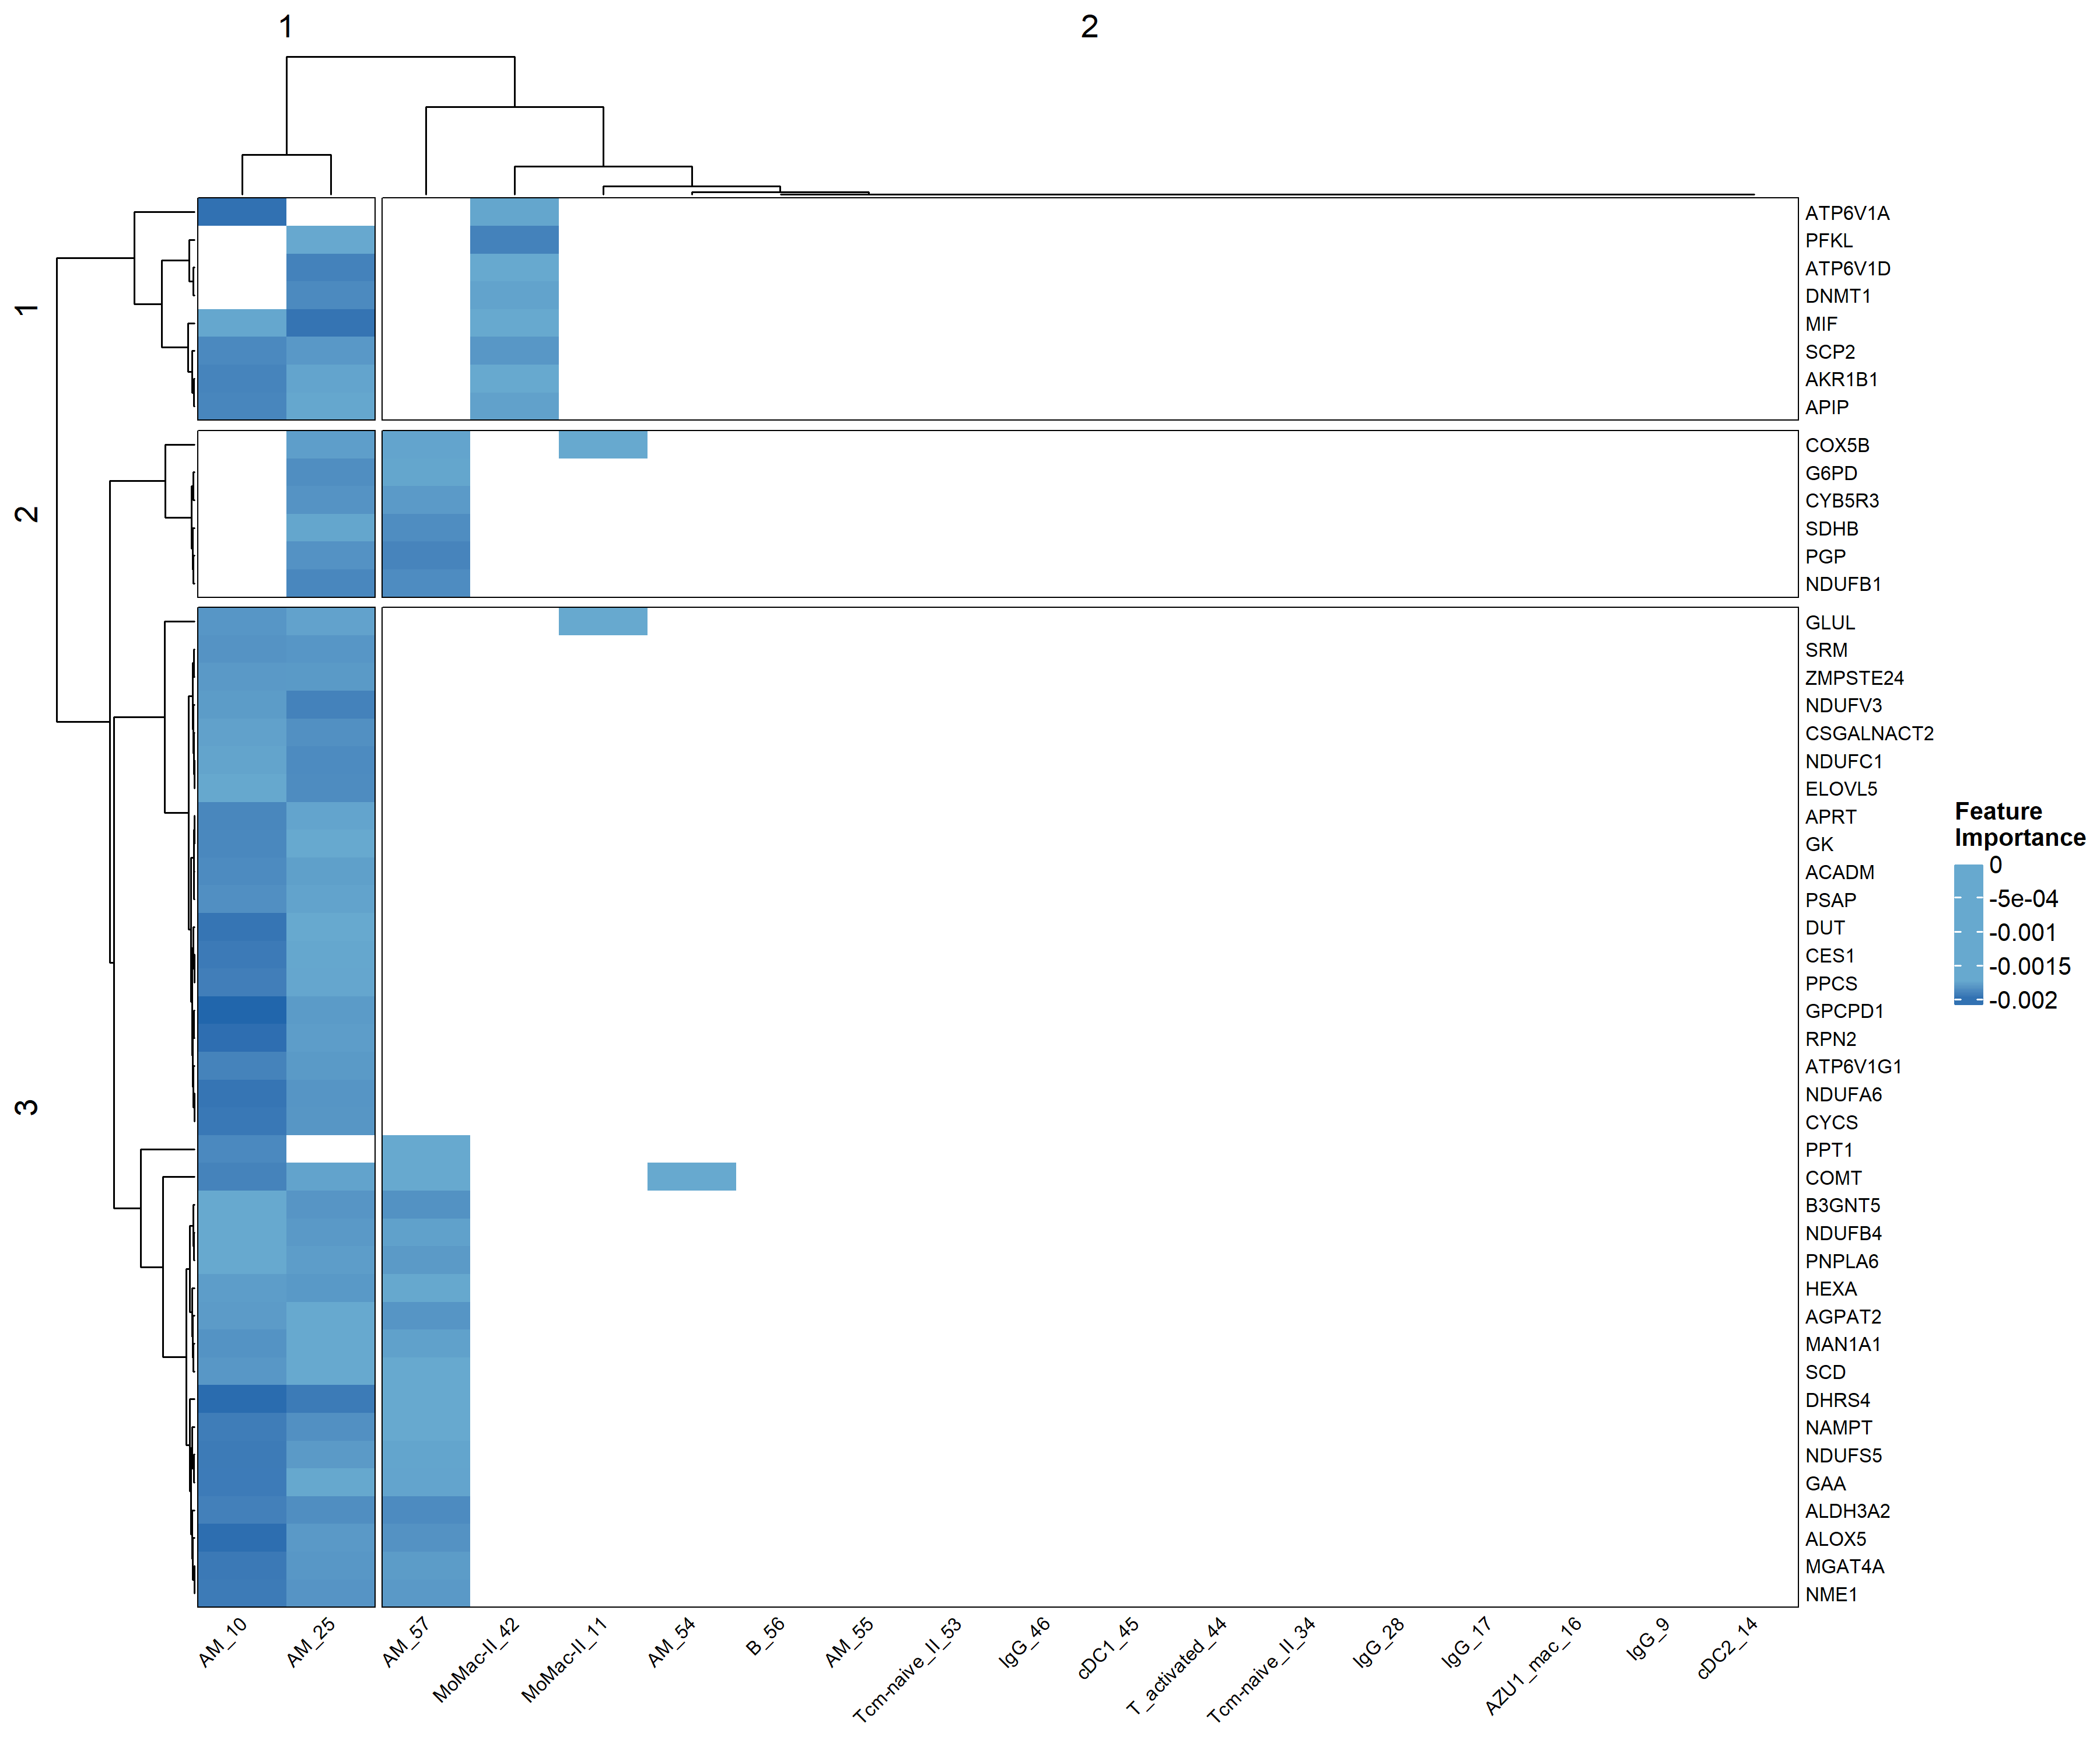 1
2
1
2
3
ATP6V1A
PFKL
ATP6V1D
DNMT1
MIF
SCP2
AKR1B1
APIP
COX5B
G6PD
CYB5R3
SDHB
PGP
NDUFB1
GLUL
SRM
ZMPSTE24
NDUFV3
CSGALNACT2
NDUFC1
ELOVL5
APRT
GK
ACADM
PSAP
DUT
CES1
PPCS
GPCPD1
RPN2
ATP6V1G1
NDUFA6
CYCS
PPT1
COMT
B3GNT5
NDUFB4
PNPLA6
HEXA
AGPAT2
MAN1A1
SCD
DHRS4
NAMPT
NDUFS5
GAA
ALDH3A2
ALOX5
MGAT4A
NME1
Feature
Importance
0
-5e-04
-0.001
-0.0015
-0.002
AM_10
AM_25
AM_57
MoMac-II_42
MoMac-II_11
AM_54
B_56
AM_55
Tcm-naive_II_53
IgG_46
cDC1_45
T_activated_44
Tcm-naive_II_34
IgG_28
IgG_17
AZU1_mac_16
IgG_9
cDC2_14